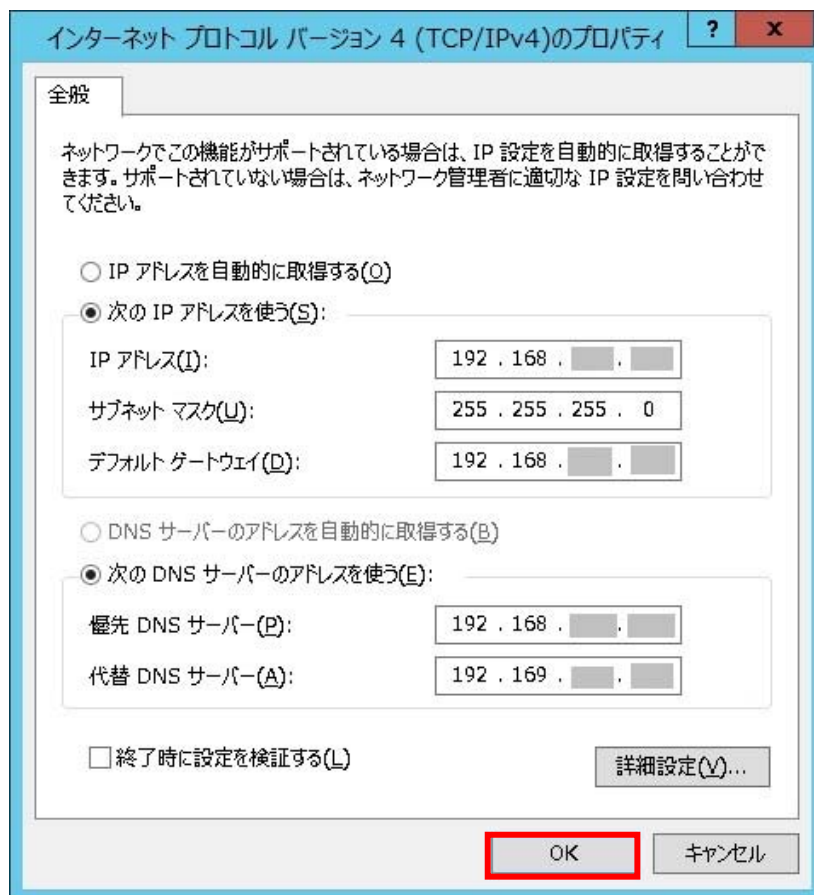 インターネット プロトコル バージョン 4 (TCP/IPv4)のプロパティ ? x
全般
ネットワークでこの機能がサポートされている場合は、IP 設定を自動的に取得することがで
きます。サポートされていない場合は、ネットワーク管理者に適切な IP 設定を問い合わせ
てください。
IP アドレスを自動的に取得する(O)
次の IP アドレスを使う(S):
IP アドレス(I): 192 . 168 . .
サブネット マスク(U): 255 . 255 . 255 . 0
デフォルト ゲートウェイ(D): 192 . 168 . .
DNS サーバーのアドレスを自動的に取得する(B)
次の DNS サーバーのアドレスを使う(E):
優先 DNS サーバー(P): 192 . 168 . .
代替 DNS サーバー(A): 192 . 169 . .
終了時に設定を検証する(L)
詳細設定(V)...
OK キャンセル